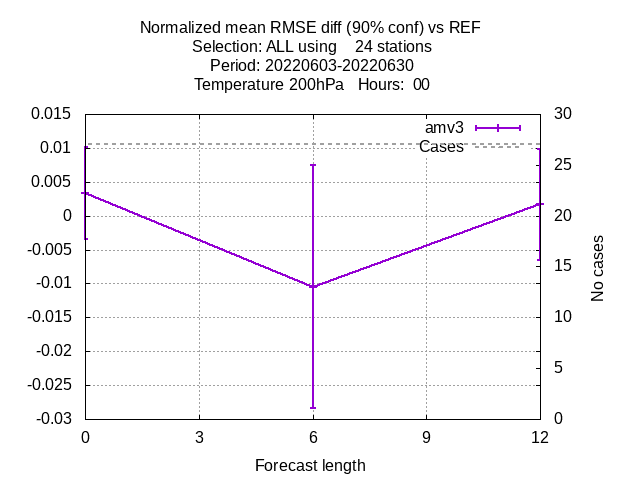 Normalized mean RMSE diff (90% conf) vs REF
Selection: ALL using    24 stations
Period: 20220603-20220630
Temperature 200hPa   Hours:  00
0.015
0.01
0.005
0
-0.005
-0.01
-0.015
-0.02
-0.025
-0.03
amv3
Cases
30
25
20
15
10
5
0
No cases
0 3 6 9 12
Forecast length